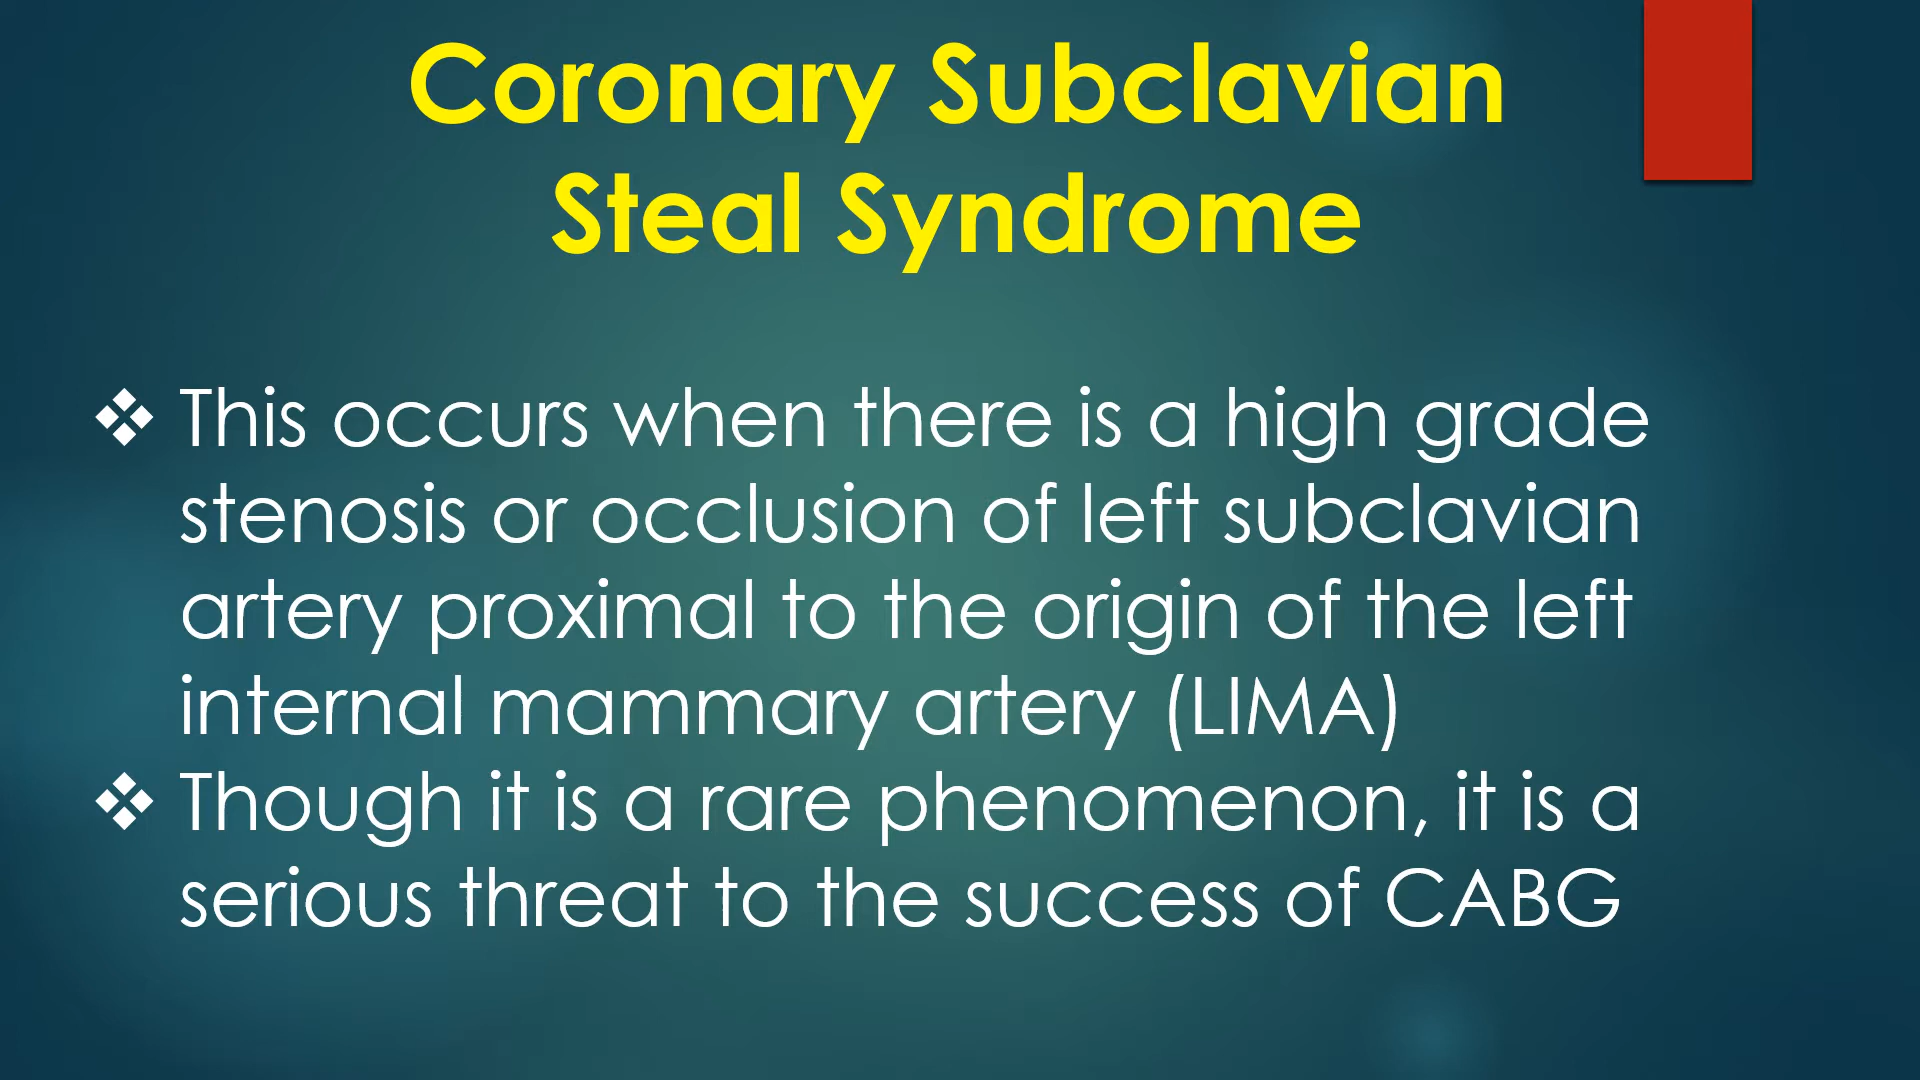 Coronary Subclavian
Steal Syndrome
❖ This occurs when there is a high grade
stenosis or occlusion of left subclavian
artery proximal to the origin of the left
internal mammary artery (LIMA)
❖ Though it is a rare phenomenon, it is a
serious threat to the success of CABG